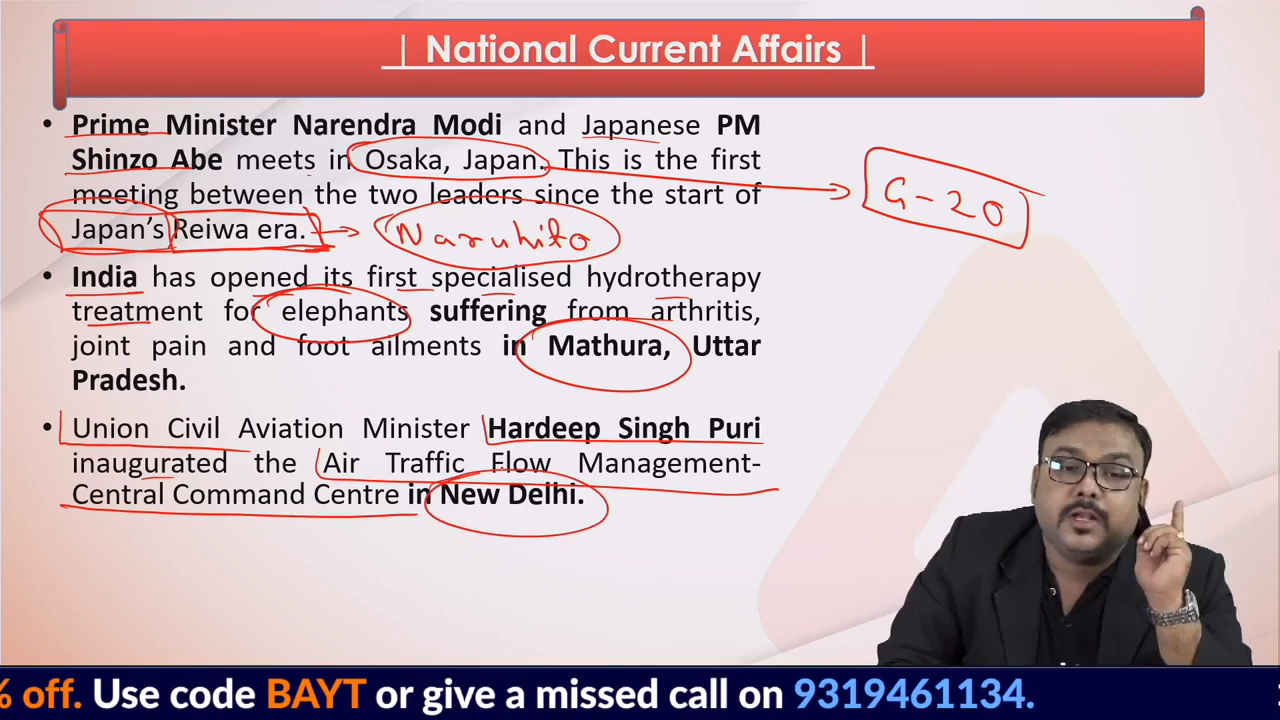 | National Current Affairs |
• Prime Minister Narendra Modi and Japanese PM
Shinzo Abe meets in Osaka, Japan. This is the first
meeting between the two leaders since the start of
Japan's Reiwa era.
Naruhito
G-20
• India has opened its first specialised hydrotherapy
treatment for elephants suffering from arthritis,
joint pain and foot ailments in Mathura, Uttar
Pradesh.
• Union Civil Aviation Minister Hardeep Singh Puri
inaugurated the Air Traffic Flow Management-
Central Command Centre in New Delhi.
% off. Use code BAYT or give a missed call on 9319461134.